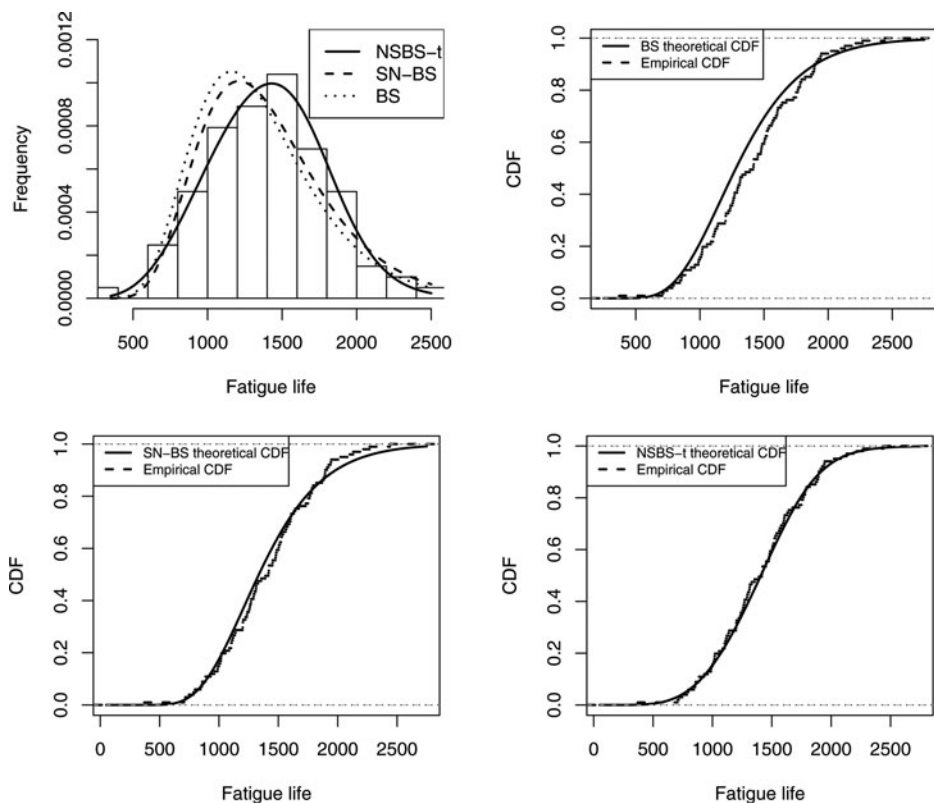 NSBS−t
SN−BS
BS
Frequency
0.0000 0.0004 0.0008 0.0012
500 1000 1500 2000 2500
Fatigue life
BS theoretical CDF
Empirical CDF
CDF
0.0 0.2 0.4 0.6 0.8 1.0
500 1000 1500 2000 2500
Fatigue life
SN−BS theoretical CDF
Empirical CDF
CDF
0.0 0.2 0.4 0.6 0.8 1.0
0 500 1000 1500 2000 2500
Fatigue life
NSBS−t theoretical CDF
Empirical CDF
CDF
0.0 0.2 0.4 0.6 0.8 1.0
0 500 1000 1500 2000 2500
Fatigue life